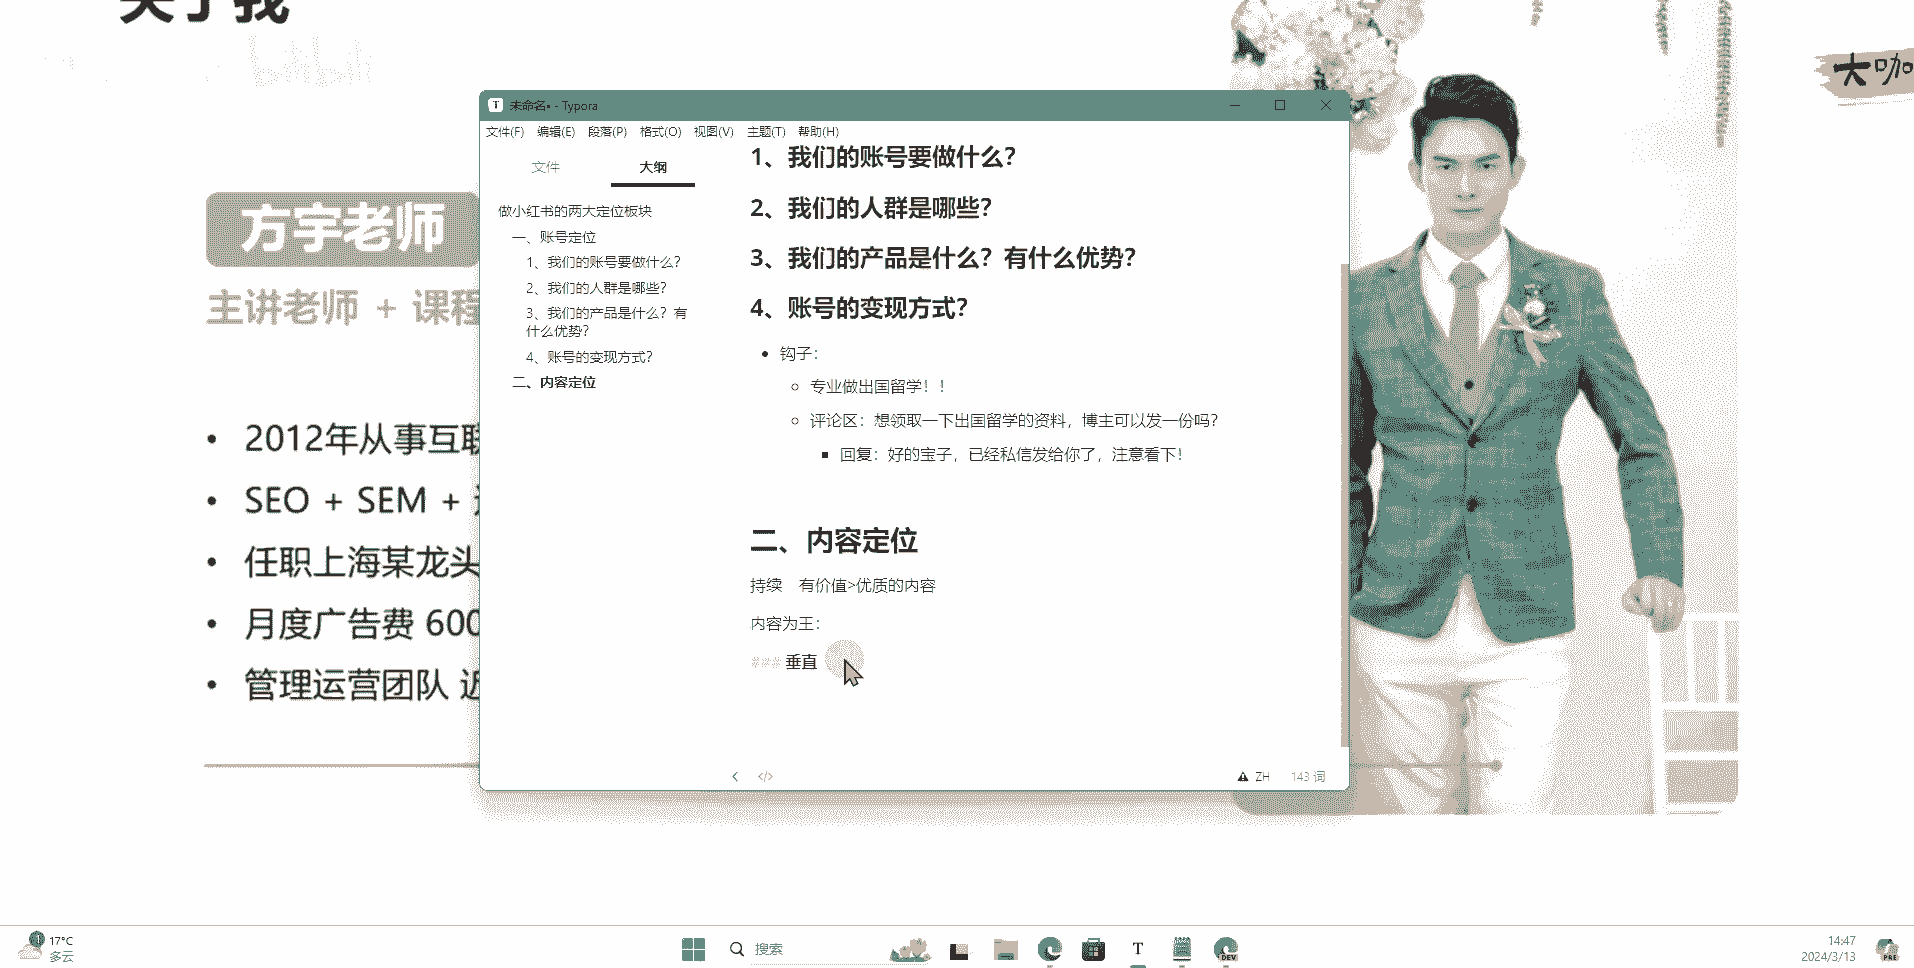 关于我
bilibili
大咖
方宇老师
主讲老师 + 课程
2012年从事互联
SEO + SEM +
任职上海某龙头
月度广告费 600
管理运营团队 近
T 未命名• - Typora
文件(F) 编辑(E) 段落(P) 格式(O) 视图(V) 主题(T) 帮助(H)
文件 大纲
做小红书的两大定位板块
一、账号定位
1、我们的账号要做什么？
2、我们的人群是哪些？
3、我们的产品是什么？有
什么优势？
4、账号的变现方式？
二、内容定位
1、我们的账号要做什么？
2、我们的人群是哪些？
3、我们的产品是什么？有什么优势？
4、账号的变现方式？
钩子：
专业做出国留学！！
评论区：想领取一下出国留学的资料，博主可以发一份吗？
回复：好的宝子，已经私信发给你了，注意看下！
二、内容定位
持续 有价值>优质的内容
内容为王：
### 垂直
</> ZH 143 词
1
17°C
多云
搜索
T
DEV
14:47
2024/3/13
PRE